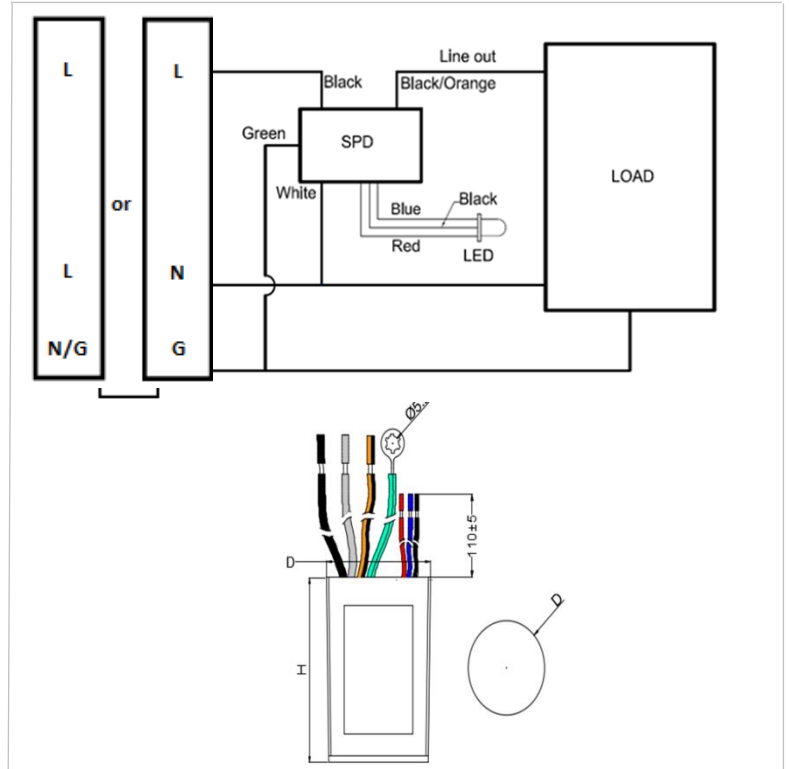 L
L
Line out
Black
Black/Orange
Green
SPD
LOAD
White
or
Black
Blue
Red
LED
L
N
N/G
G
110±5
D
H
D